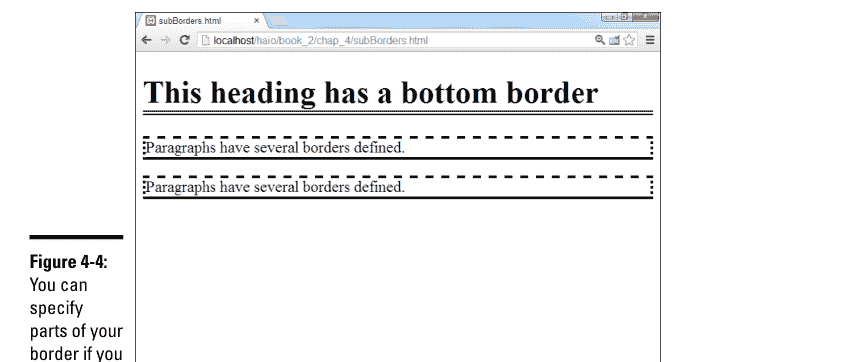 subBorders.html
localhost/haio/book_2/chap_4/subBorders.html
This heading has a bottom border
Paragraphs have several borders defined.
Paragraphs have several borders defined.
Figure 4-4:
You can
specify
parts of your
border if you